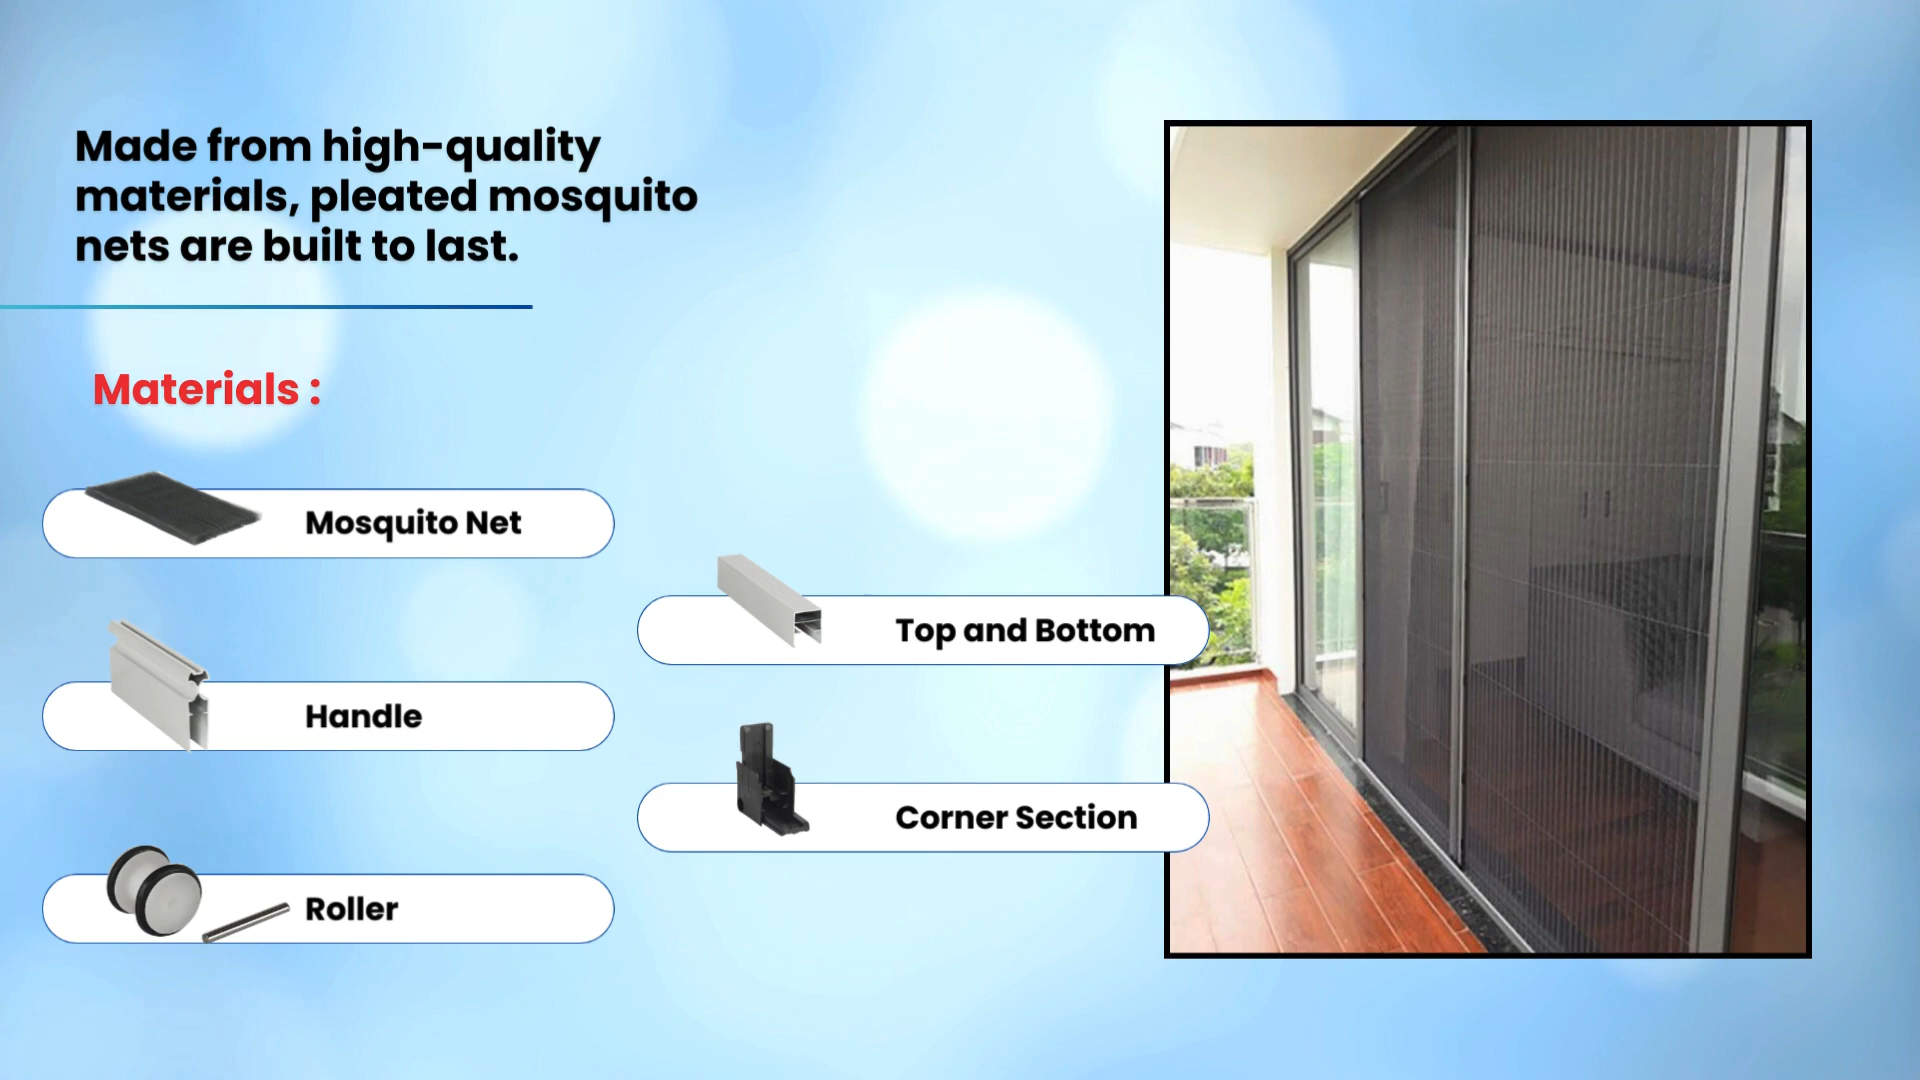 Made from high-quality
materials, pleated mosquito
nets are built to last.
Materials :
Mosquito Net
Handle
Roller
Top and Bottom
Corner Section